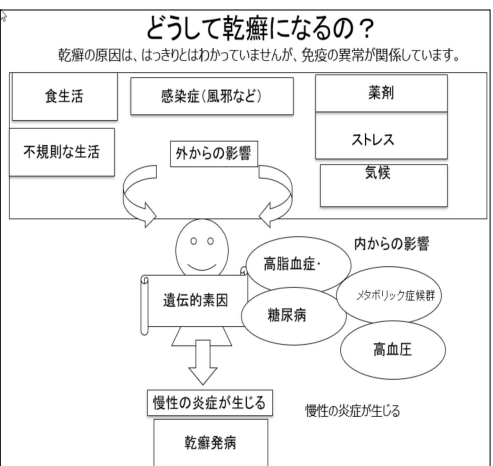 どうして乾癬になるの？
乾癬の原因は、はっきりとはわかっていませんが、免疫の異常が関係しています。
食生活
感染症（風邪など）
薬剤
不規則な生活
外からの影響
ストレス
気候
内からの影響
高脂血症・
遺伝的素因
糖尿病
メタボリック症候群
高血圧
慢性の炎症が生じる
慢性の炎症が生じる
乾癬発病